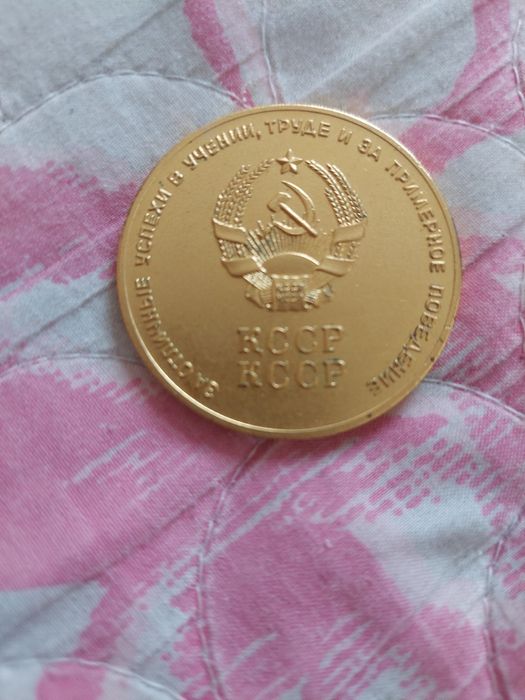 ЗА ОТЛИЧНЫЕ УСПЕХИ В УЧЕНИИ, ТРУДЕ И ЗА ПРИМЕРНОЕ ПОВЕДЕНИЕ
КССР
КССР